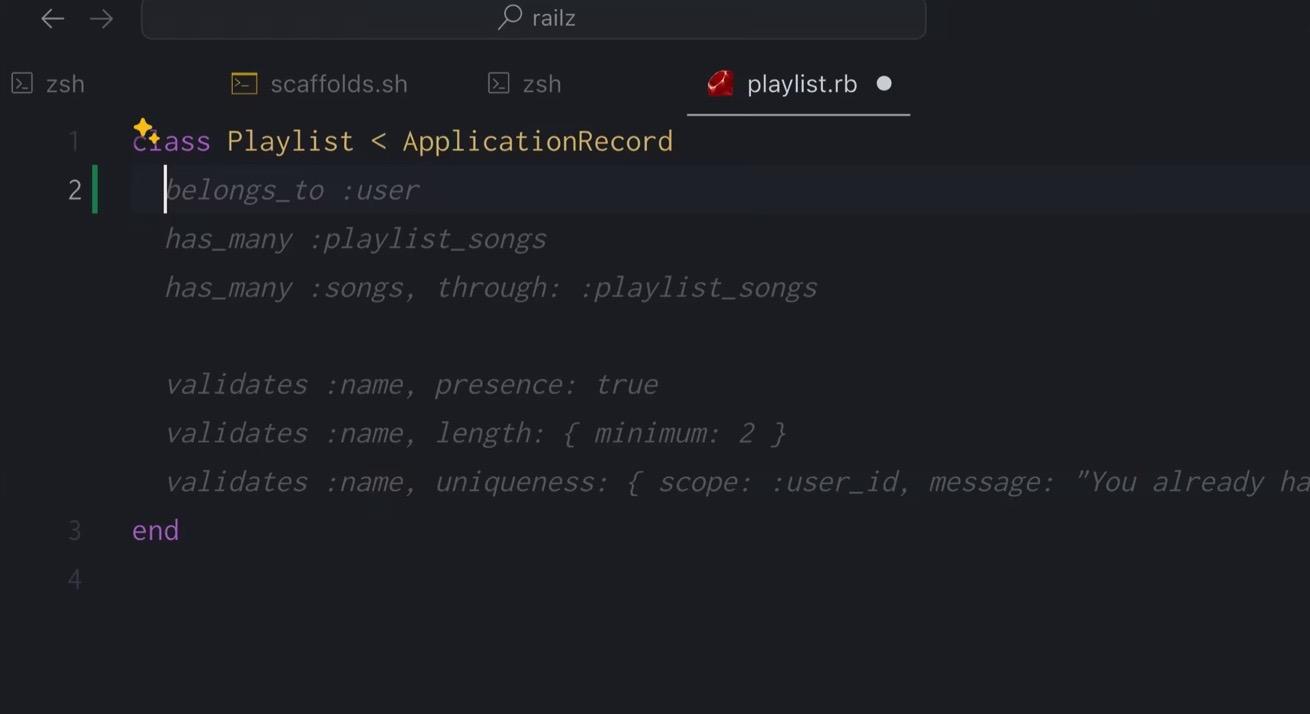 railz
zsh scaffolds.sh zsh playlist.rb
1 class Playlist < ApplicationRecord
2 belongs_to :user
has_many :playlist_songs
has_many :songs, through: :playlist_songs
validates :name, presence: true
validates :name, length: { minimum: 2 }
validates :name, uniqueness: { scope: :user_id, message: "You already ha
3 end
4